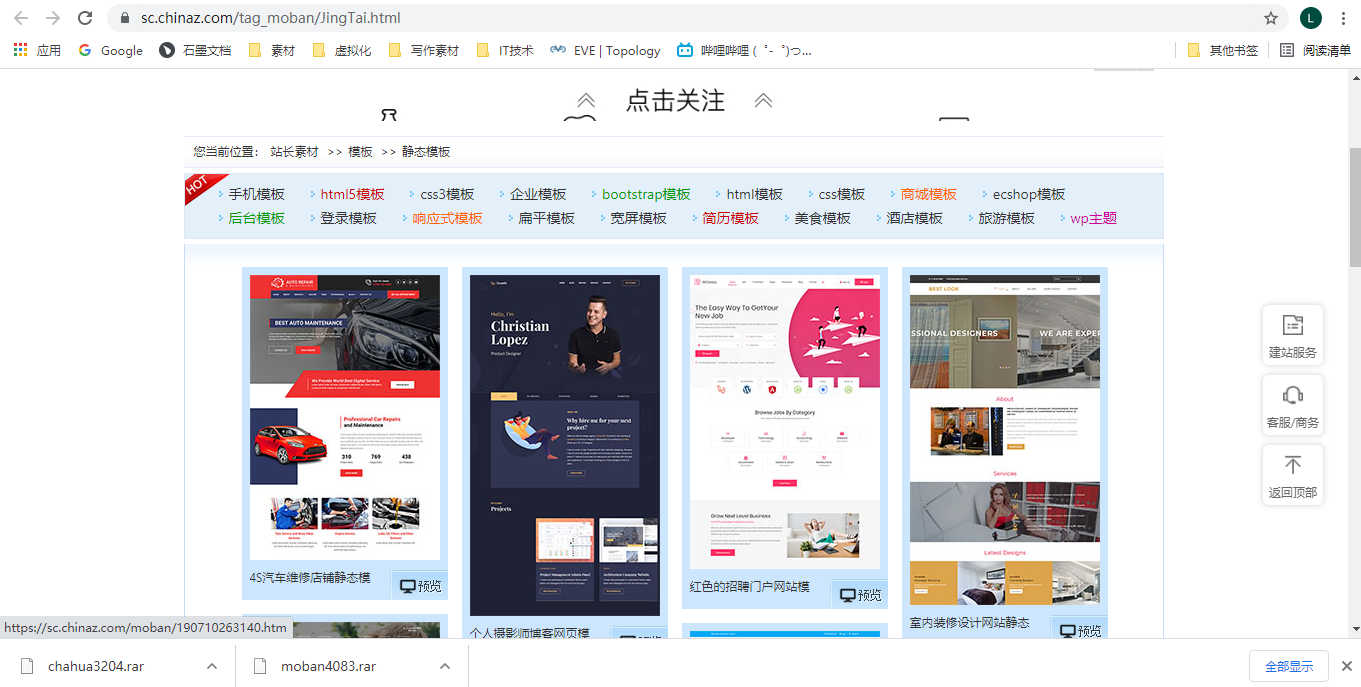 sc.chinaz.com/tag_moban/JingTai.html
L
应用 Google 石墨文档 素材 虚拟化 写作素材 IT技术 EVE | Topology 哔哩哔哩 ( ゜- ゜)つ... 其他书签 阅读清单
点击关注
您当前位置： 站长素材 >> 模板 >> 静态模板
HOT
手机模板 html5模板 css3模板 企业模板 bootstrap模板 html模板 css模板 商城模板 ecshop模板
后台模板 登录模板 响应式模板 扁平模板 宽屏模板 简历模板 美食模板 酒店模板 旅游模板 wp主题
AUTO REPAIR
BEST AUTO MAINTENANCE
We Provide World Best Digital Service
Professional Car Repairs
and Maintenance
310 769 438
4S汽车维修店铺静态模
预览
Hello, I'm
Christian
Lopez
Product Designer
Why hire me for your next
project?
Projects
个人摄影师博客网页模
预览
The Easy Way To GetYour
New Job
Browse Jobs By Category
Grow Next Level Business
红色的招聘门户网站模
预览
BEST LOOK
SSIONAL DESIGNERS WE ARE EXPER
About
Services
Latest Designs
室内装修设计网站静态
预览
建站服务
客服/商务
返回顶部
https://sc.chinaz.com/moban/190710263140.htm
chahua3204.rar moban4083.rar 全部显示